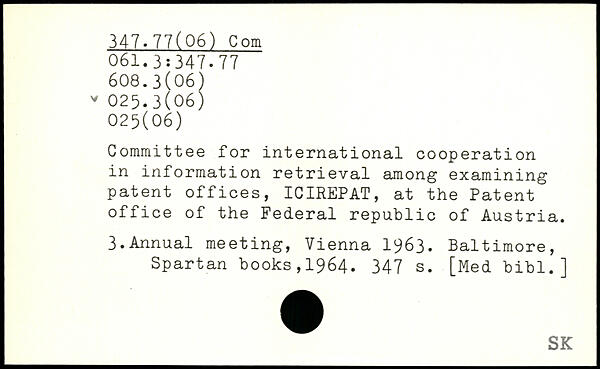 347.77(06) Com
061.3:347.77
608.3(06)
v 025.3(06)
025(06)
Committee for international cooperation
in information retrieval among examining
patent offices, ICIREPAT, at the Patent
office of the Federal republic of Austria.
3.Annual meeting, Vienna 1963. Baltimore,
Spartan books,1964. 347 s. [Med bibl.]
SK